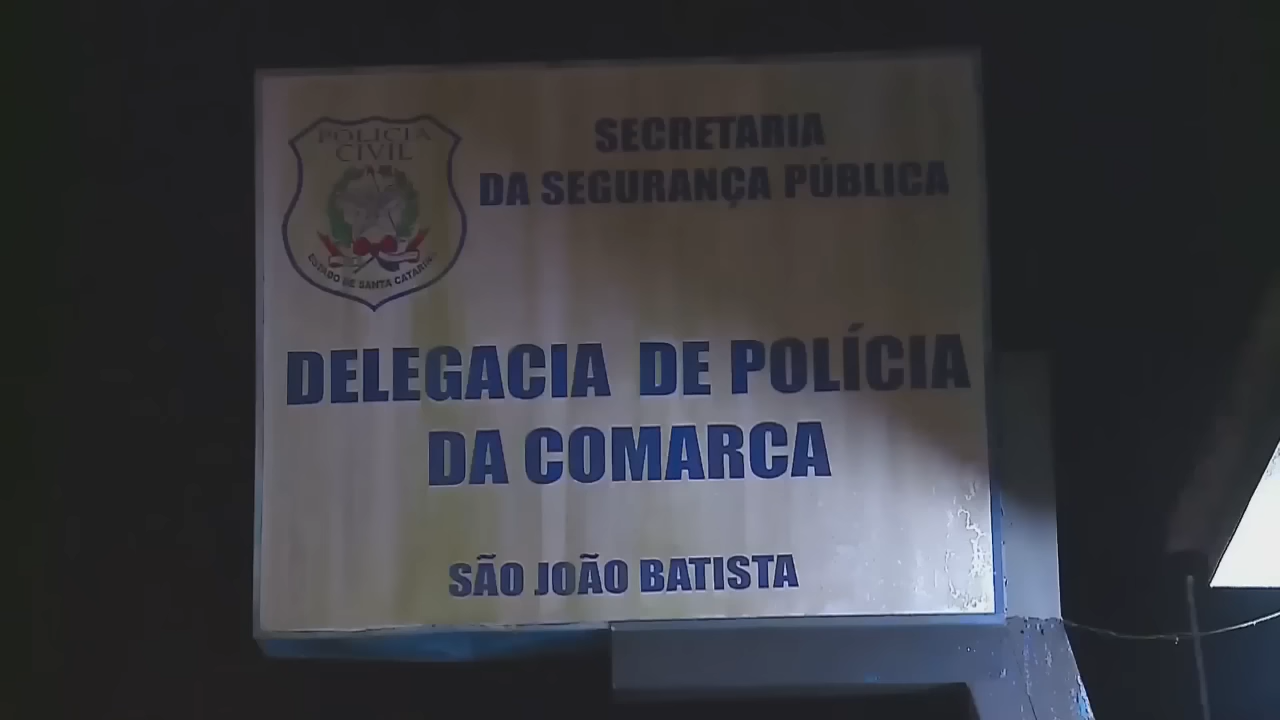 POLÍCIA
CIVIL
ESTADO DE SANTA CATARINA
SECRETARIA
DA SEGURANÇA PÚBLICA
DELEGACIA DE POLÍCIA
DA COMARCA
SÃO JOÃO BATISTA